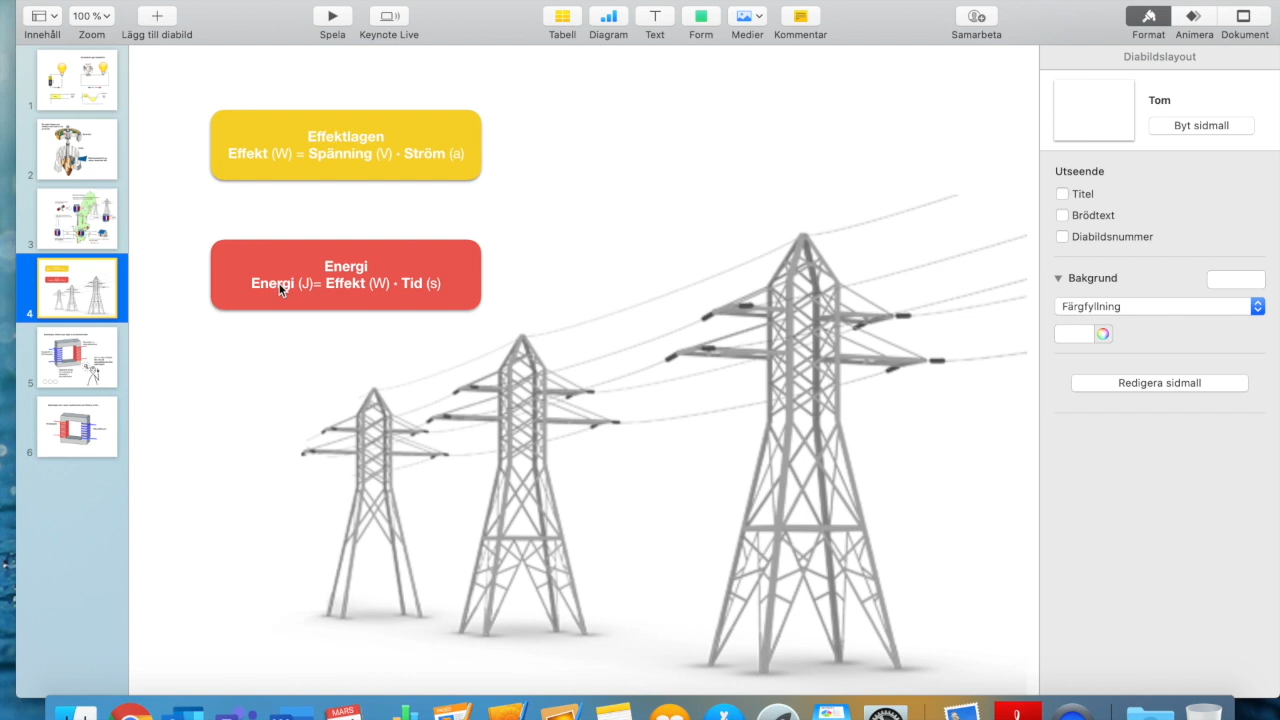 Innehåll
100 %
Zoom
Lägg till diabild
Spela
Keynote Live
Tabell
Diagram
Text
Form
Medier
Kommentar
Samarbeta
Format
Animera
Dokument
Diabildslayout
Tom
Byt sidmall
Utseende
Titel
Brödtext
Diabildsnummer
Bakgrund
Färgfyllning
Redigera sidmall
1
2
3
4
5
6
Effektlagen
Effekt (W) = Spänning (V) · Ström (a)
Energi
Energi (J)= Effekt (W) · Tid (s)
MARS